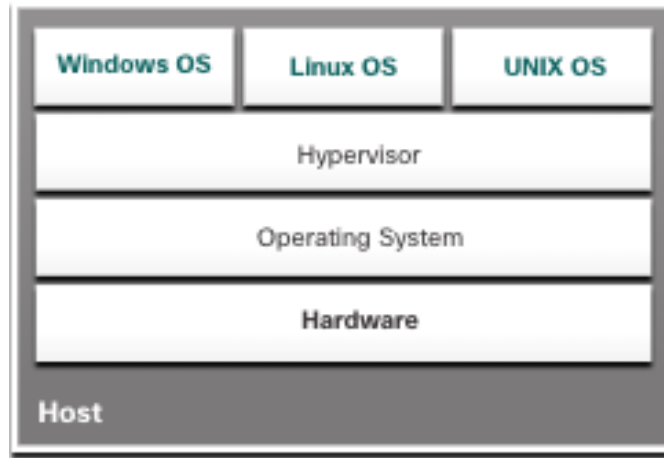 Windows OS
Linux OS
UNIX OS
Hypervisor
Operating System
Hardware
Host